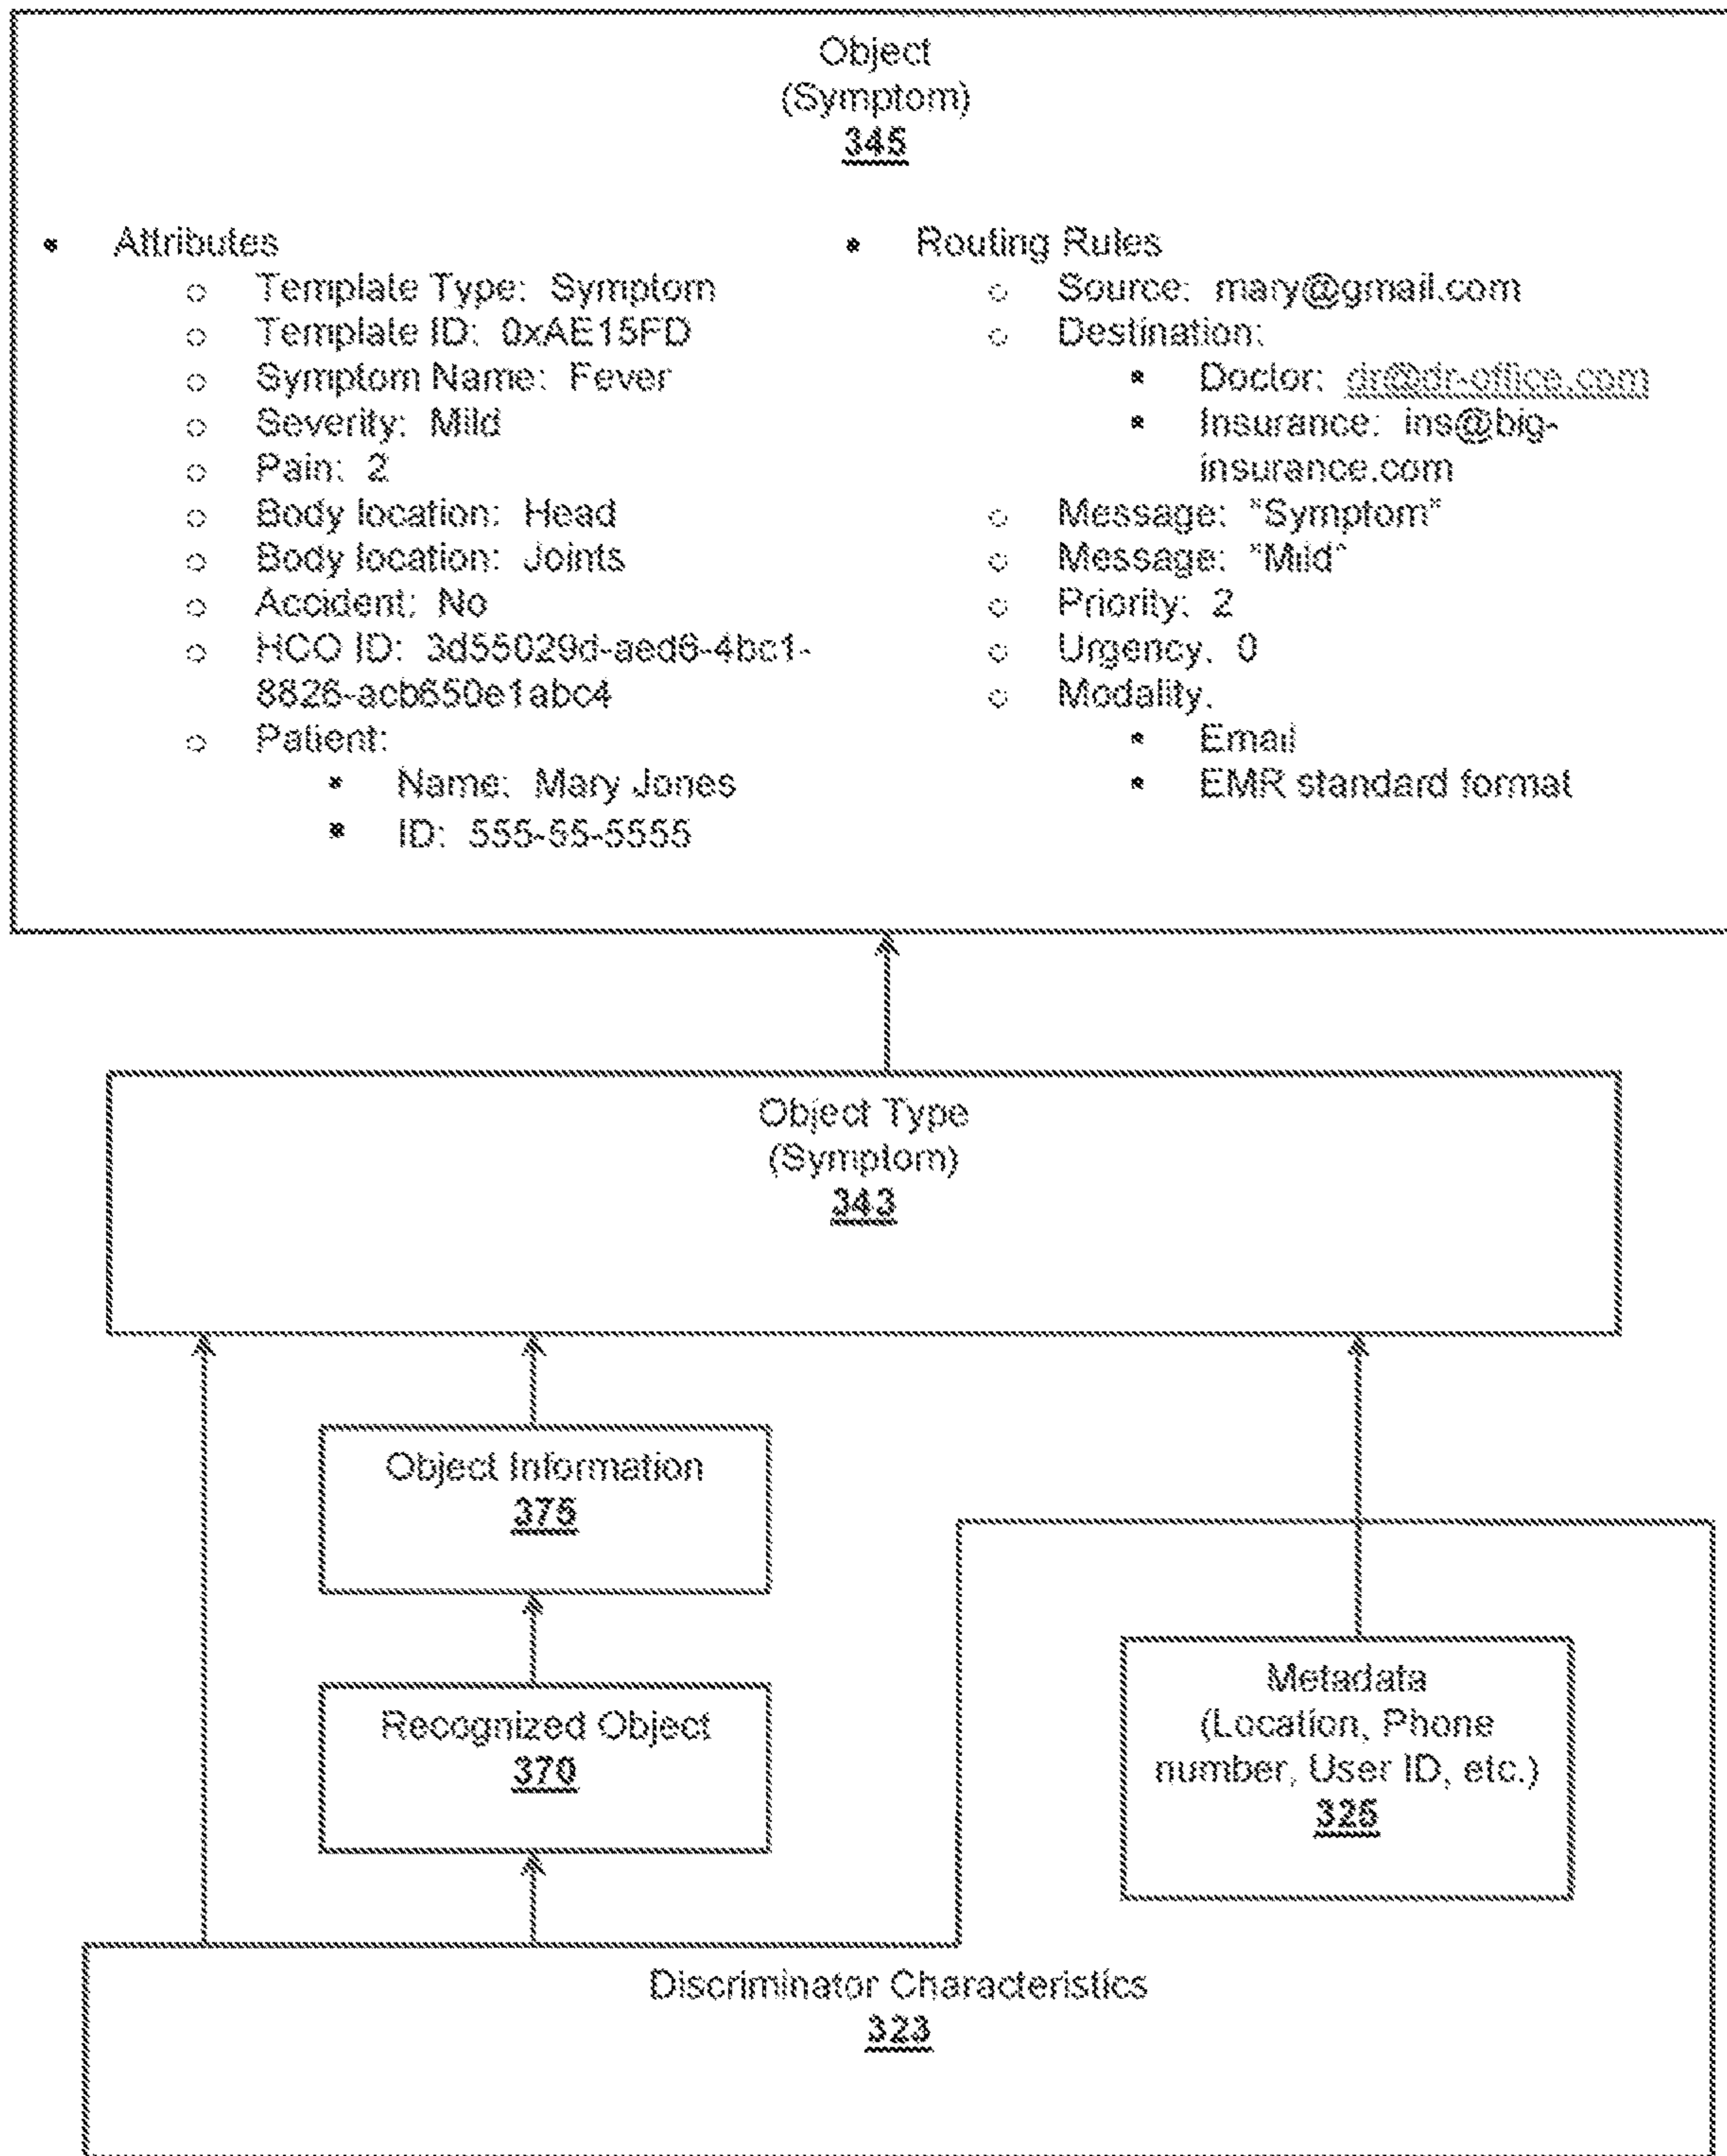 Object
(Symptom)
345
• Attributes
○ Template Type: Symptom
○ Template ID: 0xAE15FD
○ Symptom Name: Fever
○ Severity: Mild
○ Pain: 2
○ Body location: Head
○ Body location: Joints
○ Accident: No
○ HCO ID: 3d55029d-aed6-4bc1-
8826-acb650e1abc4
○ Patient:
▪ Name: Mary Jones
▪ ID: 555-55-5555
• Routing Rules
○ Source: mary@gmail.com
○ Destination:
▪ Doctor: dr@dr-office.com
▪ Insurance: ins@big-
insurance.com
○ Message: "Symptom"
○ Message: "Mild"
○ Priority: 2
○ Urgency. 0
○ Modality.
▪ Email
▪ EMR standard format
Object Type
(Symptom)
343
Object Information
375
Recognized Object
370
Metadata
(Location, Phone
number, User ID, etc.)
325
Discriminator Characteristics
323